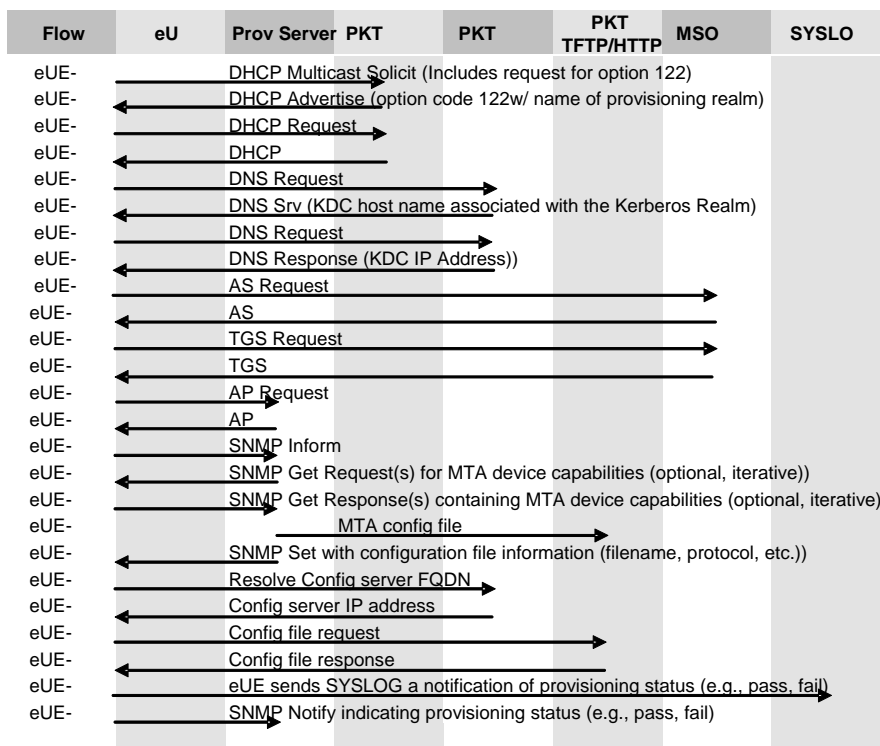 Flow eU Prov Server PKT PKT PKT TFTP/HTTP MSO SYSLO
eUE- DHCP Multicast Solicit (Includes request for option 122)
eUE- DHCP Advertise (option code 122w/ name of provisioning realm)
eUE- DHCP Request
eUE- DHCP
eUE- DNS Request
eUE- DNS Srv (KDC host name associated with the Kerberos Realm)
eUE- DNS Request
eUE- DNS Response (KDC IP Address))
eUE- AS Request
eUE- AS
eUE- TGS Request
eUE- TGS
eUE- AP Request
eUE- AP
eUE- SNMP Inform
eUE- SNMP Get Request(s) for MTA device capabilities (optional, iterative))
eUE- SNMP Get Response(s) containing MTA device capabilities (optional, iterative)
eUE- MTA config file
eUE- SNMP Set with configuration file information (filename, protocol, etc.))
eUE- Resolve Config server FQDN
eUE- Config server IP address
eUE- Config file request
eUE- Config file response
eUE- eUE sends SYSLOG a notification of provisioning status (e.g., pass, fail)
eUE- SNMP Notify indicating provisioning status (e.g., pass, fail)